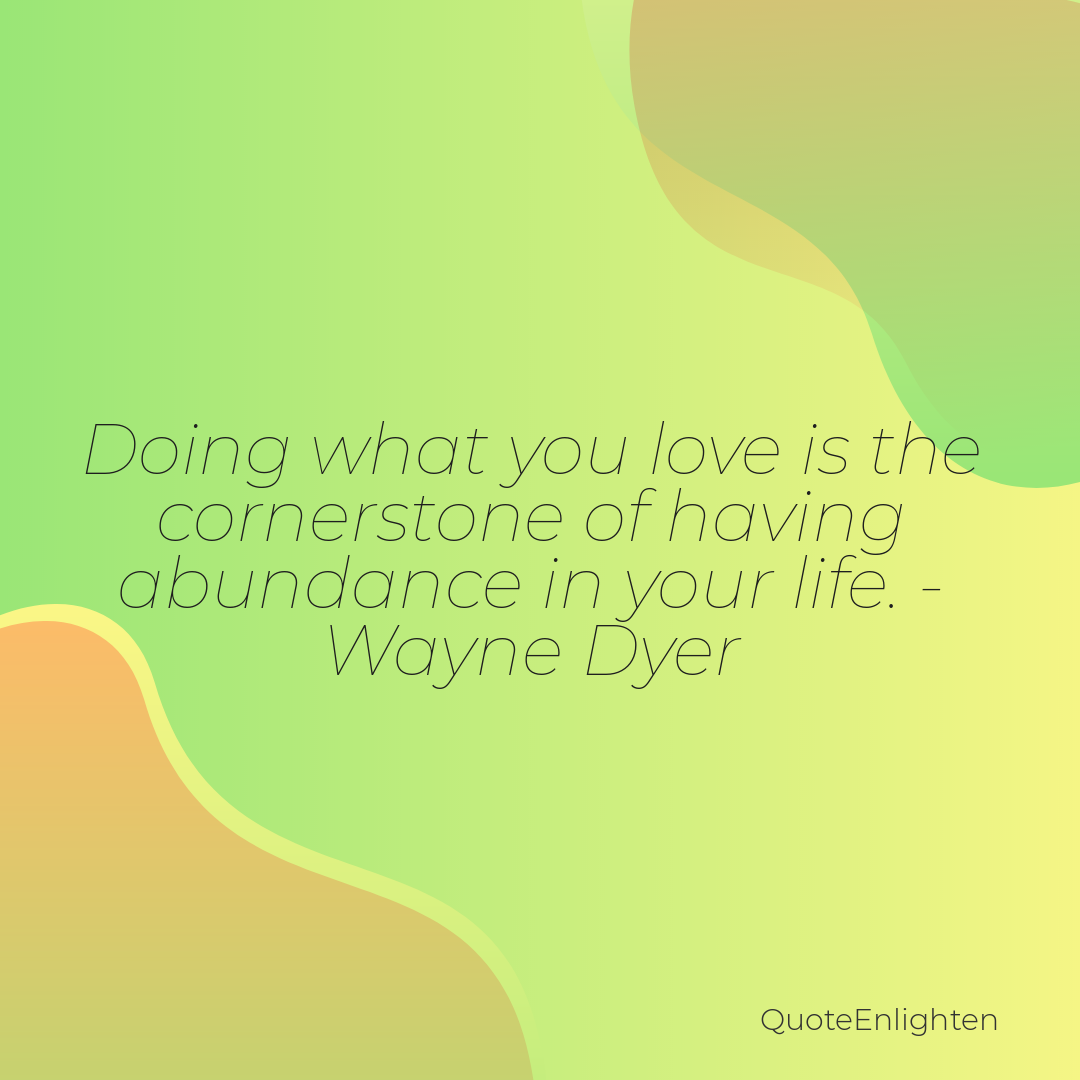 Doing what you love is the
cornerstone of having
abundance in your life. -
Wayne Dyer
QuoteEnlighten